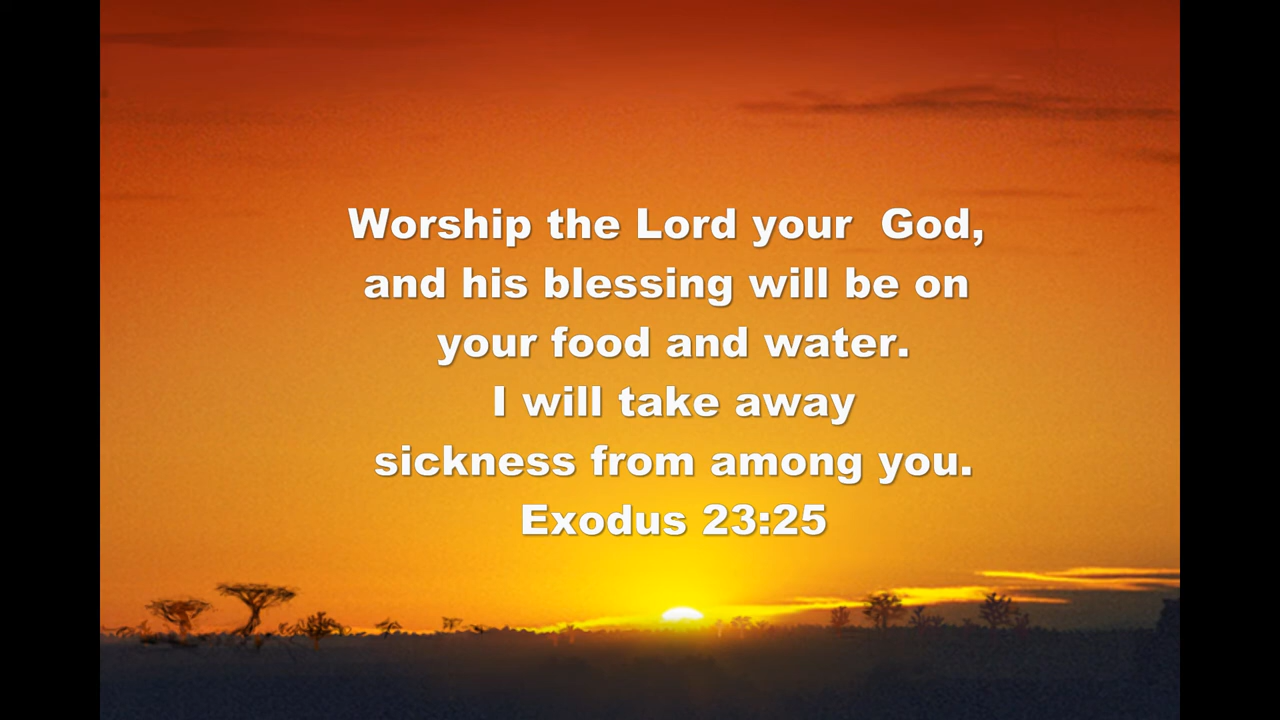 Worship the Lord your  God,
and his blessing will be on
your food and water.
I will take away
sickness from among you.
Exodus 23:25